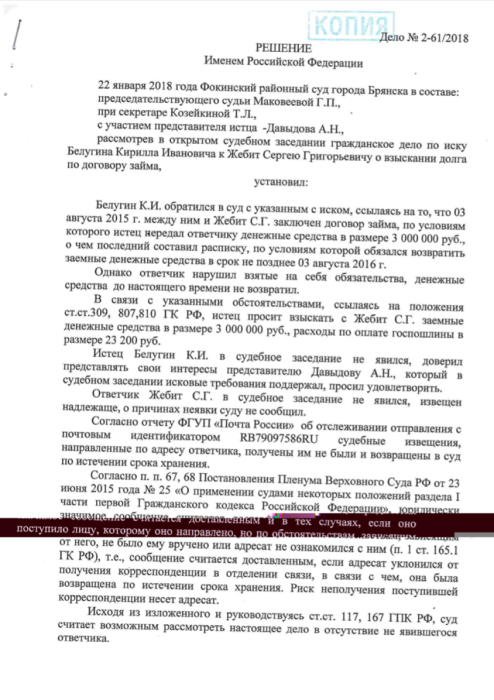 КОПИЯ
Дело № 2-61/2018
РЕШЕНИЕ
Именем Российской Федерации
22 января 2018 года Фокинский районный суд города Брянска в составе:
председательствующего судьи Маковеевой Г.П.,
при секретаре Козейкиной Т.Л.,
с участием представителя истца -Давыдова А.Н.,
рассмотрев в открытом судебном заседании гражданское дело по иску
Белугина Кирилла Ивановича к Жебит Сергею Григорьевичу о взыскании долга
по договору займа,
установил:
Белугин К.И. обратился в суд с указанным с иском, ссылаясь на то, что 03
августа 2015 г. между ним и Жебит С.Г. заключен договор займа, по условиям
которого истец передал ответчику денежные средства в размере 3 000 000 руб.,
о чем последний составил расписку, по условиям которой обязался возвратить
заемные денежные средства в срок не позднее 03 августа 2016 г.
Однако ответчик нарушил взятые на себя обязательства, денежные
средства до настоящего времени не возвратил.
В связи с указанными обстоятельствами, ссылаясь на положения
ст.ст.309, 807,810 ГК РФ, истец просит взыскать с Жебит С.Г. заемные
денежные средства в размере 3 000 000 руб., расходы по оплате госпошлины в
размере 23 200 руб.
Истец Белугин К.И. в судебное заседание не явился, доверил
представлять свои интересы представителю Давыдову А.Н., который в
судебном заседании исковые требования поддержал, просил удовлетворить.
Ответчик Жебит С.Г. в судебное заседание не явился, извещен
надлежаще, о причинах неявки суду не сообщил.
Согласно отчету ФГУП «Почта России» об отслеживании отправления с
почтовым идентификатором RB79097586RU судебные извещения,
направленные по адресу ответчика, получены им не были и возвращены в суд
по истечении срока хранения.
Согласно п. п. 67, 68 Постановления Пленума Верховного Суда РФ от 23
июня 2015 года № 25 «О применении судами некоторых положений раздела I
части первой Гражданского кодекса Российской Федерации», юридически
значимое сообщение считается доставленным и в тех случаях, если оно
поступило лицу, которому оно направлено, но по обстоятельствам, зависящим
от него, не было ему вручено или адресат не ознакомился с ним (п. 1 ст. 165.1
ГК РФ), т.е., сообщение считается доставленным, если адресат уклонился от
получения корреспонденции в отделении связи, в связи с чем, она была
возвращена по истечении срока хранения. Риск неполучения поступившей
корреспонденции несет адресат.
Исходя из изложенного и руководствуясь ст.ст. 117, 167 ГПК РФ, суд
считает возможным рассмотреть настоящее дело в отсутствие не явившегося
ответчика.